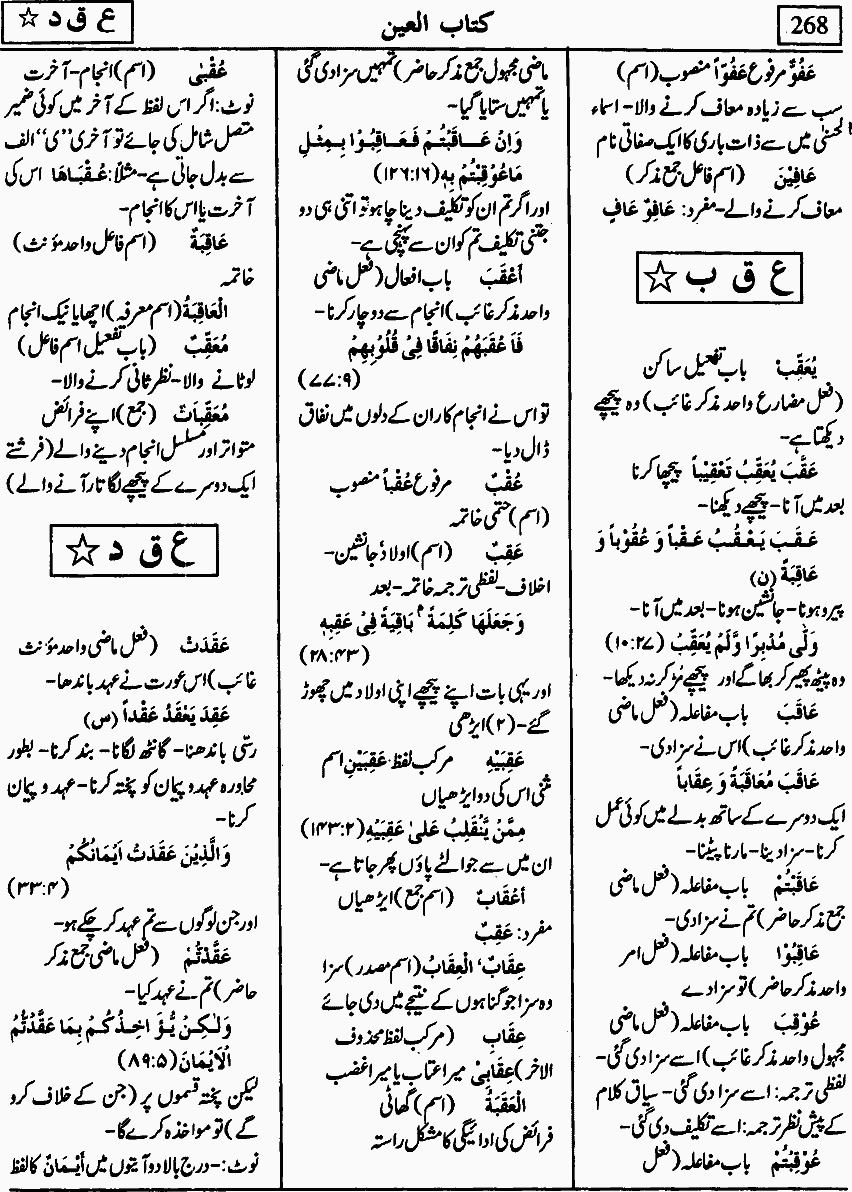 268
کتاب العین
ع ق د ☆
عَفُوٌّ مرفوع عَفُوّاً منصوب (اسم)
سب سے زیادہ معاف کرنے والا- اسماء
الحسنٰی میں سے ذات باری کا ایک صفاتی نام
عَافِیْنَ (اسم فاعل جمع مذکر)
معاف کرنے والے- مفرد: عَافِوْ عَافٍ
ع ق ب ☆
یُعَقِّبْ باب تفعیل ساکن
(فعل مضارع واحد مذکر غائب) وہ پیچھے
دیکھتا ہے-
عَقَّبَ یُعَقِّبُ تَعْقِیْباً پیچھا کرنا
بعد میں آنا- پیچھے دیکھنا-
عَقَبَ یَعْقُبُ عَقْباً وَ عُقُوْباً وَ
عَاقِبَةً (ن)
پیرو ہونا- جانشین ہونا- بعد میں آنا-
وَلّٰی مُدْبِرًا وَّلَمْ یُعَقِّبْ (۱۰:۲۷)
وہ پیٹھ پھیر کر بھاگے اور پیچھے مڑ کر نہ دیکھا-
عَاقَبَ باب مفاعلہ (فعل ماضی
واحد مذکر غائب) اس نے سزا دی-
عَاقَبَ مُعَاقَبَةً وَ عِقَاباً
ایک دوسرے کے ساتھ بدلے میں کوئی عمل
کرنا- سزا دینا- مارنا پیٹنا-
عَاقَبْتُمْ باب مفاعلہ (فعل ماضی
جمع مذکر حاضر) تم نے سزا دی-
عَاقِبُوْا باب مفاعلہ (فعل امر
واحد مذکر حاضر) تو سزا دے
عُوْقِبَ باب مفاعلہ (فعل ماضی
مجہول واحد مذکر غائب) اسے سزا دی گئی-
لفظی ترجمہ: اسے سزا دی گئی- سیاق کلام
کے پیش نظر ترجمہ: اسے تکلیف دی گئی-
عُوْقِبْتُمْ باب مفاعلہ (فعل
ماضی مجہول جمع مذکر حاضر) تمہیں سزا دی گئی
یا تمہیں ستایا گیا-
وَاِنْ عَاقَبْتُمْ فَعَاقِبُوْا بِمِثْلِ
مَا عُوْقِبْتُمْ بِهٖ (۱۲۶:۱۶)
اور اگر تم ان کو تکلیف دینا چاہو تو اتنی ہی دو
جتنی تکلیف تم کو ان سے پہنچی ہے-
اَعْقَبَ باب افعال (فعل ماضی
واحد مذکر غائب) انجام سے دوچار کرنا-
فَاَعْقَبَهُمْ نِفَاقًا فِیْ قُلُوْبِهِمْ
(۷۷:۹)
تو اس نے انجام کار ان کے دلوں میں نفاق
ڈال دیا-
عُقْبٌ مرفوع عُقْباً منصوب
(اسم) حتمی خاتمہ
عَقِبٌ (اسم) اولاد جانشین-
اخلاف- لفظی ترجمہ خاتمہ- بعد
وَجَعَلَهَا کَلِمَةً ۢ بَاقِیَةً فِیْ عَقِبِهٖ
(۲۸:۴۳)
اور یہی بات اپنے پیچھے اپنی اولاد میں چھوڑ
گئے- (۲) ایڑھی
عَقِبَیْهِ مرکب لفظ- عَقِبَیْنِ اسم
مثنّی اس کی دو ایڑھیاں
مِمَّنْ یَّنْقَلِبُ عَلٰی عَقِبَیْهِ (۱۴۳:۲)
ان میں سے جو الٹے پاؤں پھر جاتا ہے-
اَعْقَابٌ (اسم جمع) ایڑھیاں
مفرد: عَقِبٌ
عِقَابٌ، الْعِقَابُ (اسم مصدر) سزا
وہ سزا جو گناہوں کے نتیجے میں دی جائے
عِقَابِ (مرکب لفظ محذوف
الاخر) عِقَابِیْ میرا عتاب یا میرا غضب
الْعَقَبَةُ (اسم) گھاٹی
فرائض کی ادائیگی کا مشکل راستہ
عُقْبٰی (اسم) انجام- آخرت
نوٹ: اگر اس لفظ کے آخر میں کوئی ضمیر
متصل شامل کی جائے تو آخری ”ی“ الف
سے بدل جاتی ہے- مثلاً: عُقْبَاهَا اس کی
آخرت یا اس کا انجام-
عَاقِبَةٌ (اسم فاعل واحد مؤنث)
خاتمہ
الْعَاقِبَةُ (اسم معرفہ) اچھا یا نیک انجام
مُعَقِّبٌ (باب تفعیل اسم فاعل)
لوٹانے والا- نظر ثانی کرنے والا-
مُعَقِّبَاتٌ (جمع) اپنے فرائض
متواتر اور مسلسل انجام دینے والے (فرشتے
ایک دوسرے کے پیچھے لگا تار آنے والے)
ع ق د ☆
عَقَدَتْ (فعل ماضی واحد مؤنث
غائب) اس عورت نے عہد باندھا-
عَقِدَ یَعْقَدُ عَقْداً (س)
رسّی باندھنا- گانٹھ لگانا- بند کرنا- بطور
محاورہ عہد و پیمان کو پختہ کرنا- عہد و پیمان
کرنا-
وَالَّذِیْنَ عَقَدَتْ اَیْمَانُکُمْ
(۳۳:۴)
اور جن لوگوں سے تم عہد کر چکے ہو-
عَقَّدْتُمْ (فعل ماضی جمع مذکر
حاضر) تم نے عہد کیا-
وَلٰکِنْ یُّؤَاخِذُکُمْ بِمَا عَقَّدْتُّمُ
الْاَیْمَانَ (۸۹:۵)
لیکن پختہ قسموں پر (جن کے خلاف کرو
گے) تو مواخذہ کرے گا-
نوٹ:- درج بالا دو آیتوں میں اَیْمَانٌ کا لفظ